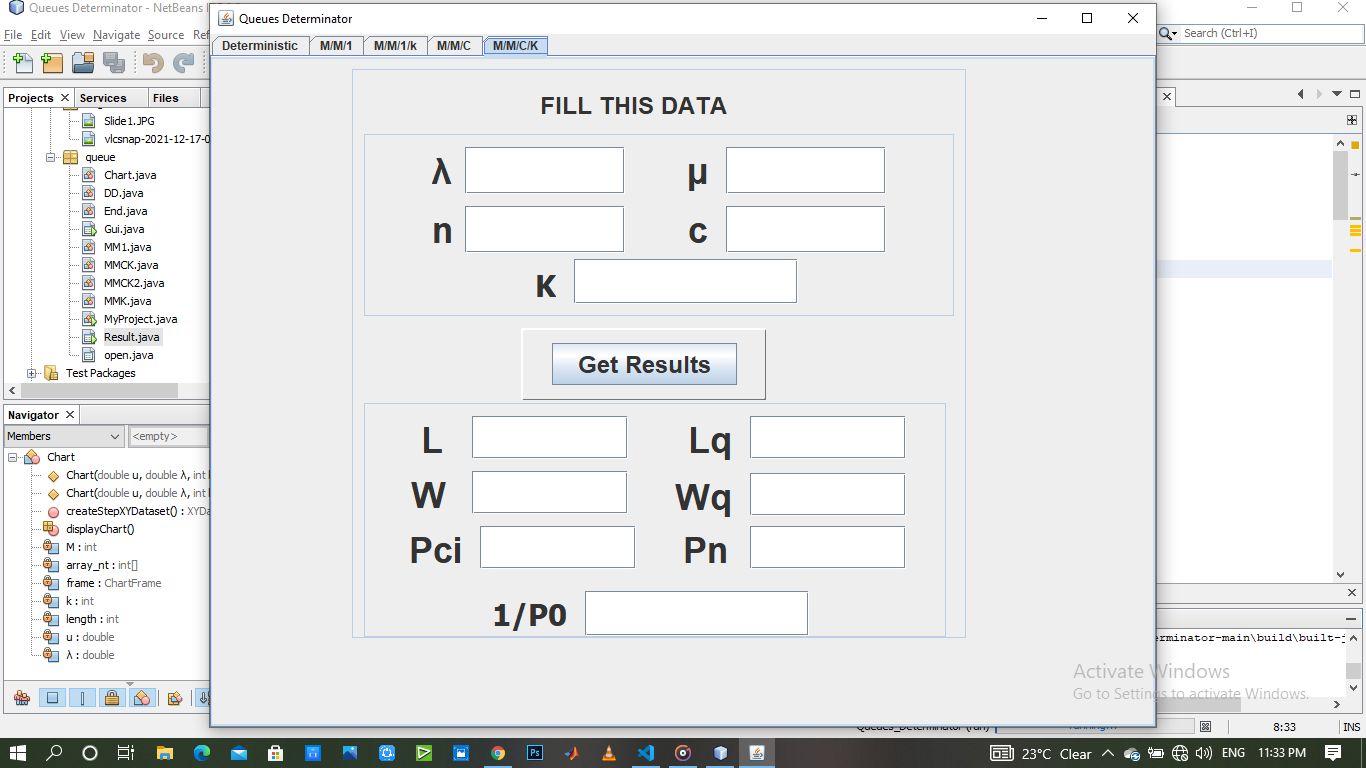 Queues Determinator - NetBeans I
Queues Determinator
File Edit View Navigate Source Ref
Search (Ctrl+I)
Deterministic M/M/1 M/M/1/k M/M/C M/M/C/K
Projects Services Files
Slide1.JPG
vlcsnap-2021-12-17-0
queue
Chart.java
DD.java
End.java
Gui.java
MM1.java
MMCK.java
MMCK2.java
MMK.java
MyProject.java
Result.java
open.java
Test Packages
Navigator
Members <empty>
Chart
Chart(double u, double λ, int
Chart(double u, double λ, int
createStepXYDataset() : XYDa
displayChart()
M : int
array_nt : int[]
frame : ChartFrame
k : int
length : int
u : double
λ : double
FILL THIS DATA
λ μ
n c
K
Get Results
L Lq
W Wq
Pci Pn
1/P0
erminator-main\build\built-j
Activate Windows
Go to Settings to activate Windows.
Queues_Determinator (run) running...
8:33 INS
23°C Clear ENG 11:33 PM